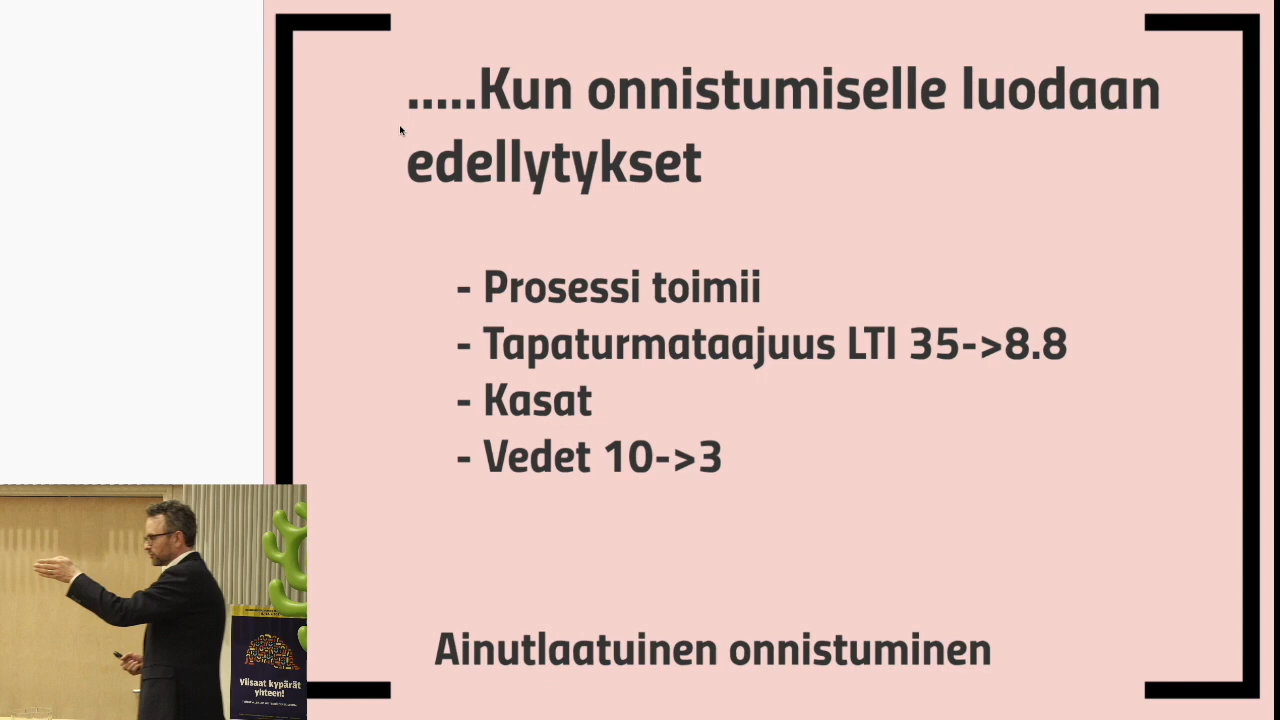 .....Kun onnistumiselle luodaan
edellytykset
- Prosessi toimii
- Tapaturmataajuus LTI 35->8.8
- Kasat
- Vedet 10->3
Ainutlaatuinen onnistuminen
Viisaat kypärät
yhteen!